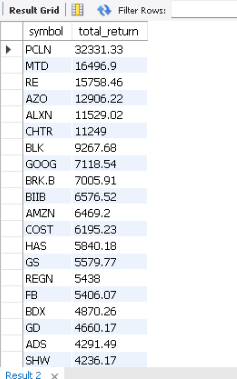 Result Grid Filter Rows:
symbol total_return
PCLN 32331.33
MTD 16496.9
RE 15758.46
AZO 12906.22
ALXN 11529.02
CHTR 11249
BLK 9267.68
GOOG 7118.54
BRK.B 7005.91
BIIB 6576.52
AMZN 6469.2
COST 6195.23
HAS 5840.18
GS 5579.77
REGN 5438
FB 5406.07
BDX 4870.26
GD 4660.17
ADS 4291.49
SHW 4236.17
Result 2